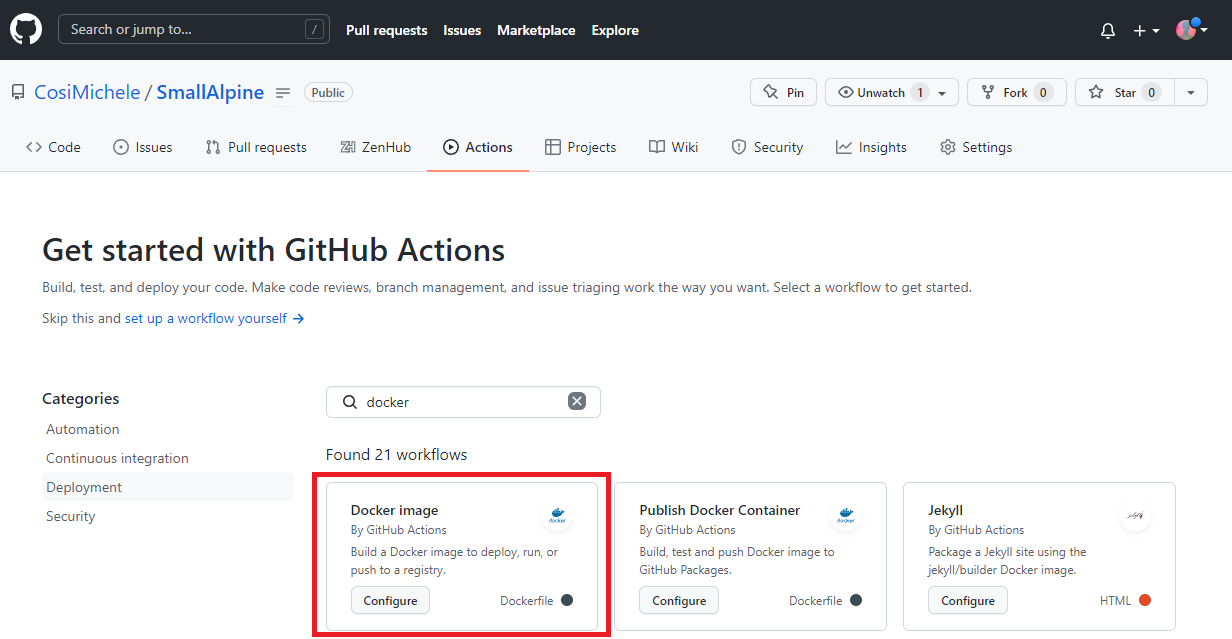 Search or jump to... /
Pull requests Issues Marketplace Explore
CosiMichele / SmallAlpine Public
Pin Unwatch 1 Fork 0 Star 0
Code Issues Pull requests ZenHub Actions Projects Wiki Security Insights Settings
Get started with GitHub Actions
Build, test, and deploy your code. Make code reviews, branch management, and issue triaging work the way you want. Select a workflow to get started.
Skip this and set up a workflow yourself →
Categories
Automation
Continuous integration
Deployment
Security
docker
Found 21 workflows
Docker image
docker
By GitHub Actions
Build a Docker image to deploy, run, or
push to a registry.
Configure Dockerfile
Publish Docker Container
docker
By GitHub Actions
Build, test and push Docker image to
GitHub Packages.
Configure Dockerfile
Jekyll
By GitHub Actions
Package a Jekyll site using the
jekyll/builder Docker image.
Configure HTML